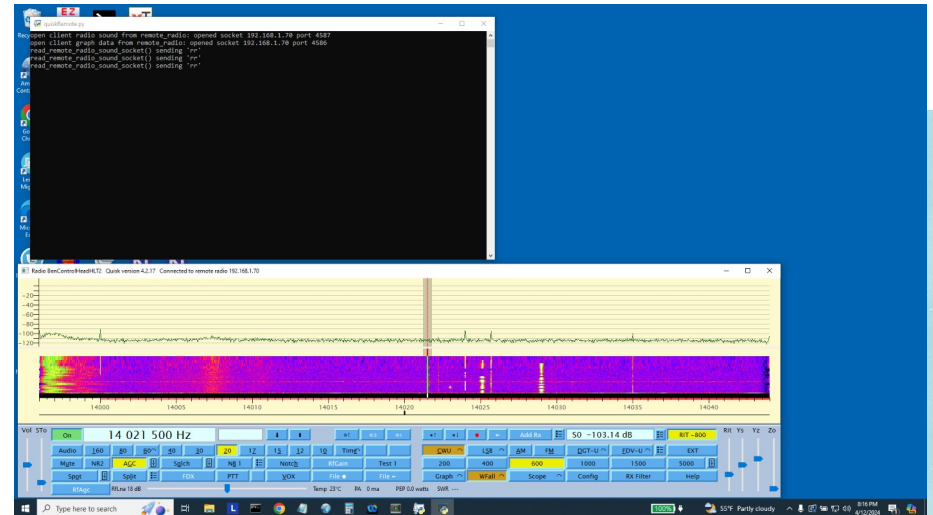 EZ
quiskRemote.py
open client radio sound from remote_radio: opened socket 192.168.1.70 port 4587
open client graph data from remote_radio: opened socket 192.168.1.70 port 4586
read_remote_radio_sound_socket() sending 'rr'
read_remote_radio_sound_socket() sending 'rr'
read_remote_radio_sound_socket() sending 'rr'
Radio BenControlHeadHLT2 Quisk version 4.2.17 Connected to remote radio 192.168.1.70
-20
-40
-60
-80
-100
-120
14000 14005 14010 14015 14020 14025 14030 14035 14040
Vol STo On 14 021 500 Hz Add Rx S0 -103.14 dB RIT -800 Rit Ys Yz Zo
Audio 160 80 60 40 30 20 17 15 12 10 Time CWU LSB AM FM DGT-U FDV-U EXT
Mute NR2 AGC Sqlch NB 1 Notch RfGain Test 1 200 400 600 1000 1500 5000
Spot Split FDX PTT VOX File File Graph WFall Scope Config RX Filter Help
RfAgc RfLna 18 dB Temp 23°C PA 0 ma PEP 0.0 watts SWR ---
Type here to search 100% 55°F Partly cloudy 8:16 PM
4/12/2024